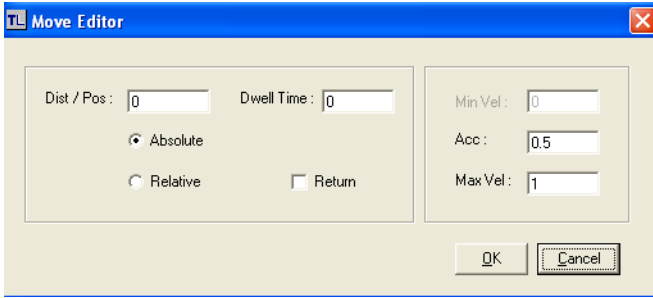 TL Move Editor
Dist / Pos : 0 Dwell Time : 0 Min Vel : 0
Absolute Acc : 0.5
Relative Return Max Vel : 1
OK Cancel